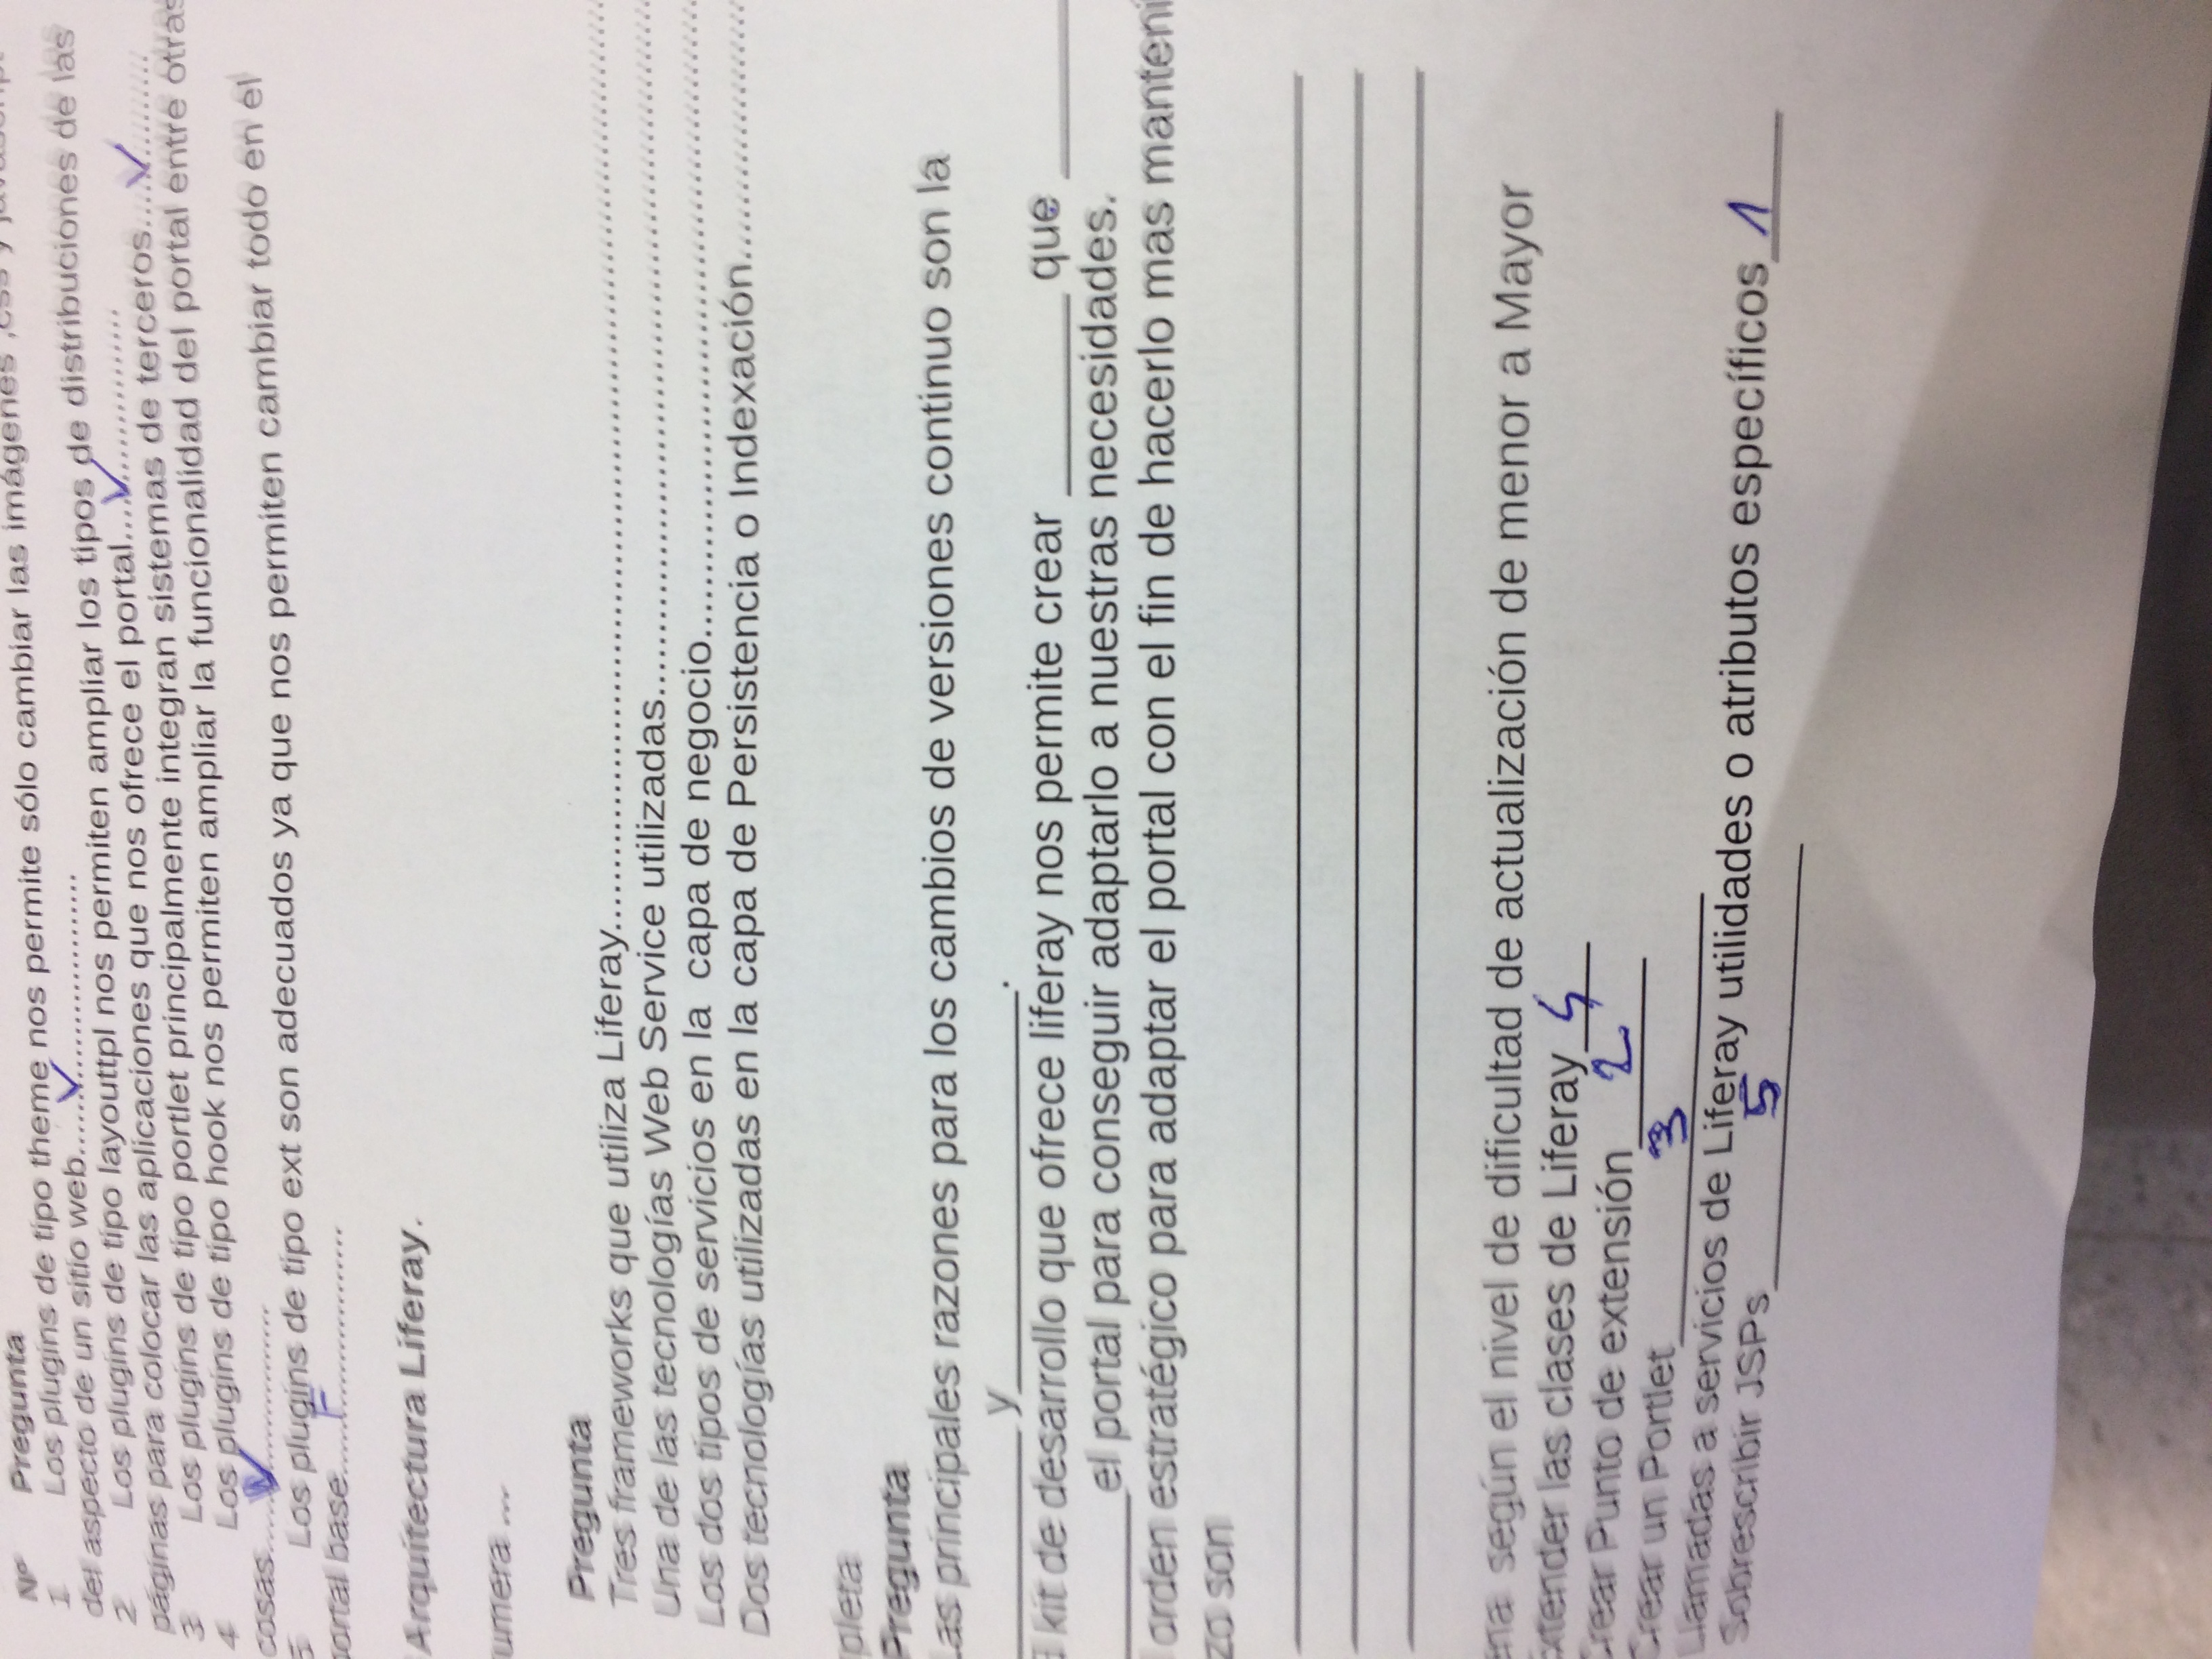 Nº Pregunta
1 Los plugins de tipo theme nos permite sólo cambiar las imágenes ,css y javascript
del aspecto de un sitio web........✓........................
2 Los plugins de tipo layouttpl nos permiten ampliar los tipos de distribuciones de las
páginas para colocar las aplicaciones que nos ofrece el portal.....✓....................
3 Los plugins de tipo portlet principalmente integran sistemas de terceros......✓............
4 Los plugins de tipo hook nos permiten ampliar la funcionalidad del portal entre otras
cosas........✓....................
5 Los plugins de tipo ext son adecuados ya que nos permiten cambiar todo en el
portal base.......F......................
Arquitectura Liferay.
umera ...
Pregunta
Tres frameworks que utiliza Liferay......................................................................
Una de las tecnologías Web Service utilizadas......................................................
Los dos tipos de servicios en la capa de negocio..................................................
Dos tecnologías utilizadas en la capa de Persistencia o Indexación....................
pleta
Pregunta
Las principales razones para los cambios de versiones continuo son la
__________ y__________________.
El kit de desarrollo que ofrece liferay nos permite crear _________ que ________
________el portal para conseguir adaptarlo a nuestras necesidades.
orden estratégico para adaptar el portal con el fin de hacerlo mas manteni
zo son
ena según el nivel de dificultad de actualización de menor a Mayor
Extender las clases de Liferay 4
Crear Punto de extensión 2
Crear un Portlet 3
Llamadas a servicios de Liferay utilidades o atributos específicos 1
Sobrescribir JSPs 5